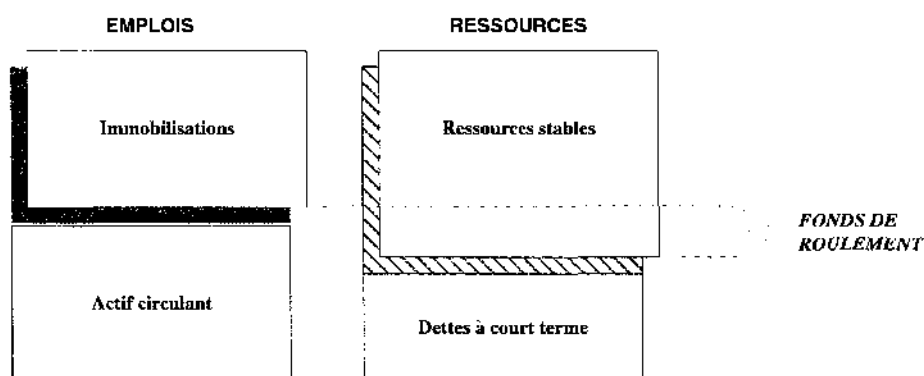 EMPLOIS
RESSOURCES
Immobilisations
Ressources stables
FONDS DE
ROULEMENT
Actif circulant
Dettes à court terme